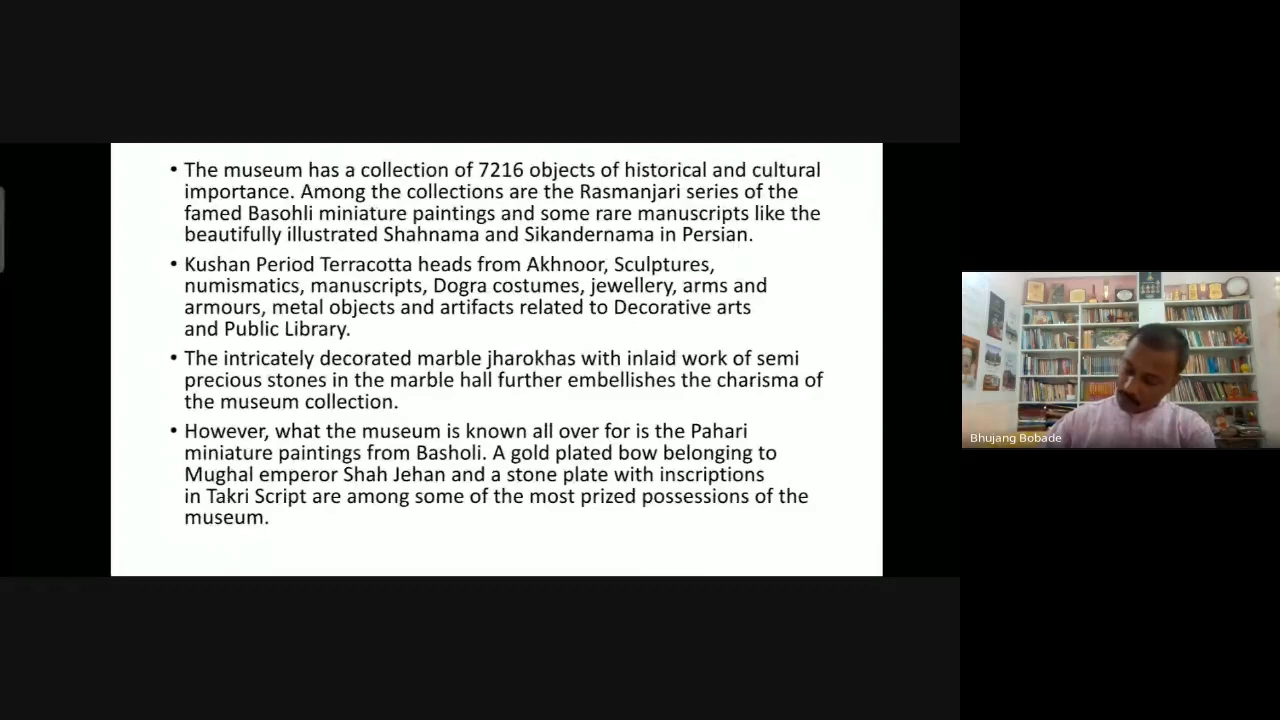 • The museum has a collection of 7216 objects of historical and cultural
importance. Among the collections are the Rasmanjari series of the
famed Basohli miniature paintings and some rare manuscripts like the
beautifully illustrated Shahnama and Sikandernama in Persian.
• Kushan Period Terracotta heads from Akhnoor, Sculptures,
numismatics, manuscripts, Dogra costumes, jewellery, arms and
armours, metal objects and artifacts related to Decorative arts
and Public Library.
• The intricately decorated marble jharokhas with inlaid work of semi
precious stones in the marble hall further embellishes the charisma of
the museum collection.
• However, what the museum is known all over for is the Pahari
miniature paintings from Basholi. A gold plated bow belonging to
Mughal emperor Shah Jehan and a stone plate with inscriptions
in Takri Script are among some of the most prized possessions of the
museum.
Bhujang Bobade